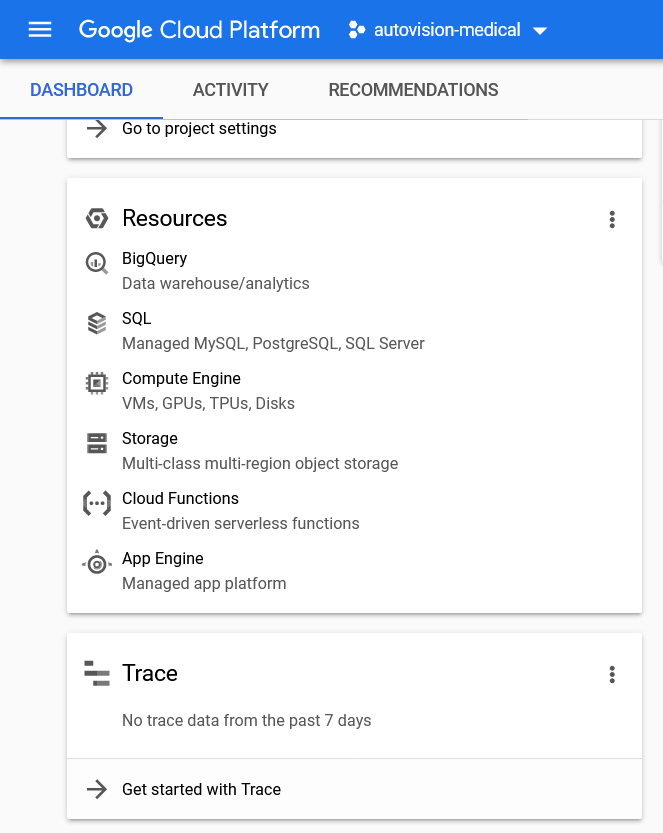 Google Cloud Platform autovision-medical
DASHBOARD ACTIVITY RECOMMENDATIONS
Go to project settings
Resources
BigQuery
Data warehouse/analytics
SQL
Managed MySQL, PostgreSQL, SQL Server
Compute Engine
VMs, GPUs, TPUs, Disks
Storage
Multi-class multi-region object storage
Cloud Functions
Event-driven serverless functions
App Engine
Managed app platform
Trace
No trace data from the past 7 days
Get started with Trace